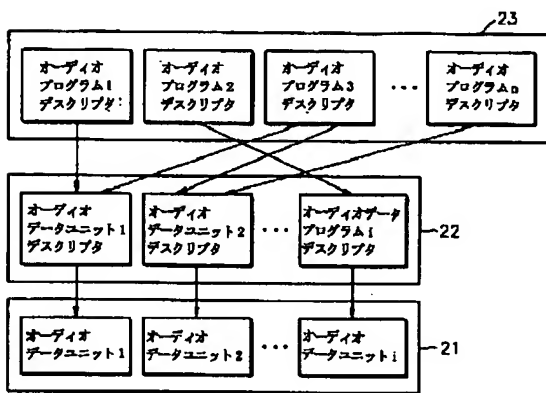 23
オーディオ
プログラム1
デスクリプタ
オーディオ
プログラム2
デスクリプタ
オーディオ
プログラム3
デスクリプタ
・・・
オーディオ
プログラムn
デスクリプタ
オーディオ
データユニット1
デスクリプタ
オーディオ
データユニット2
デスクリプタ
・・・
オーディオデータ
プログラムi
デスクリプタ
22
オーディオ
データユニット1
オーディオ
データユニット2
・・・
オーディオ
データユニットi
21